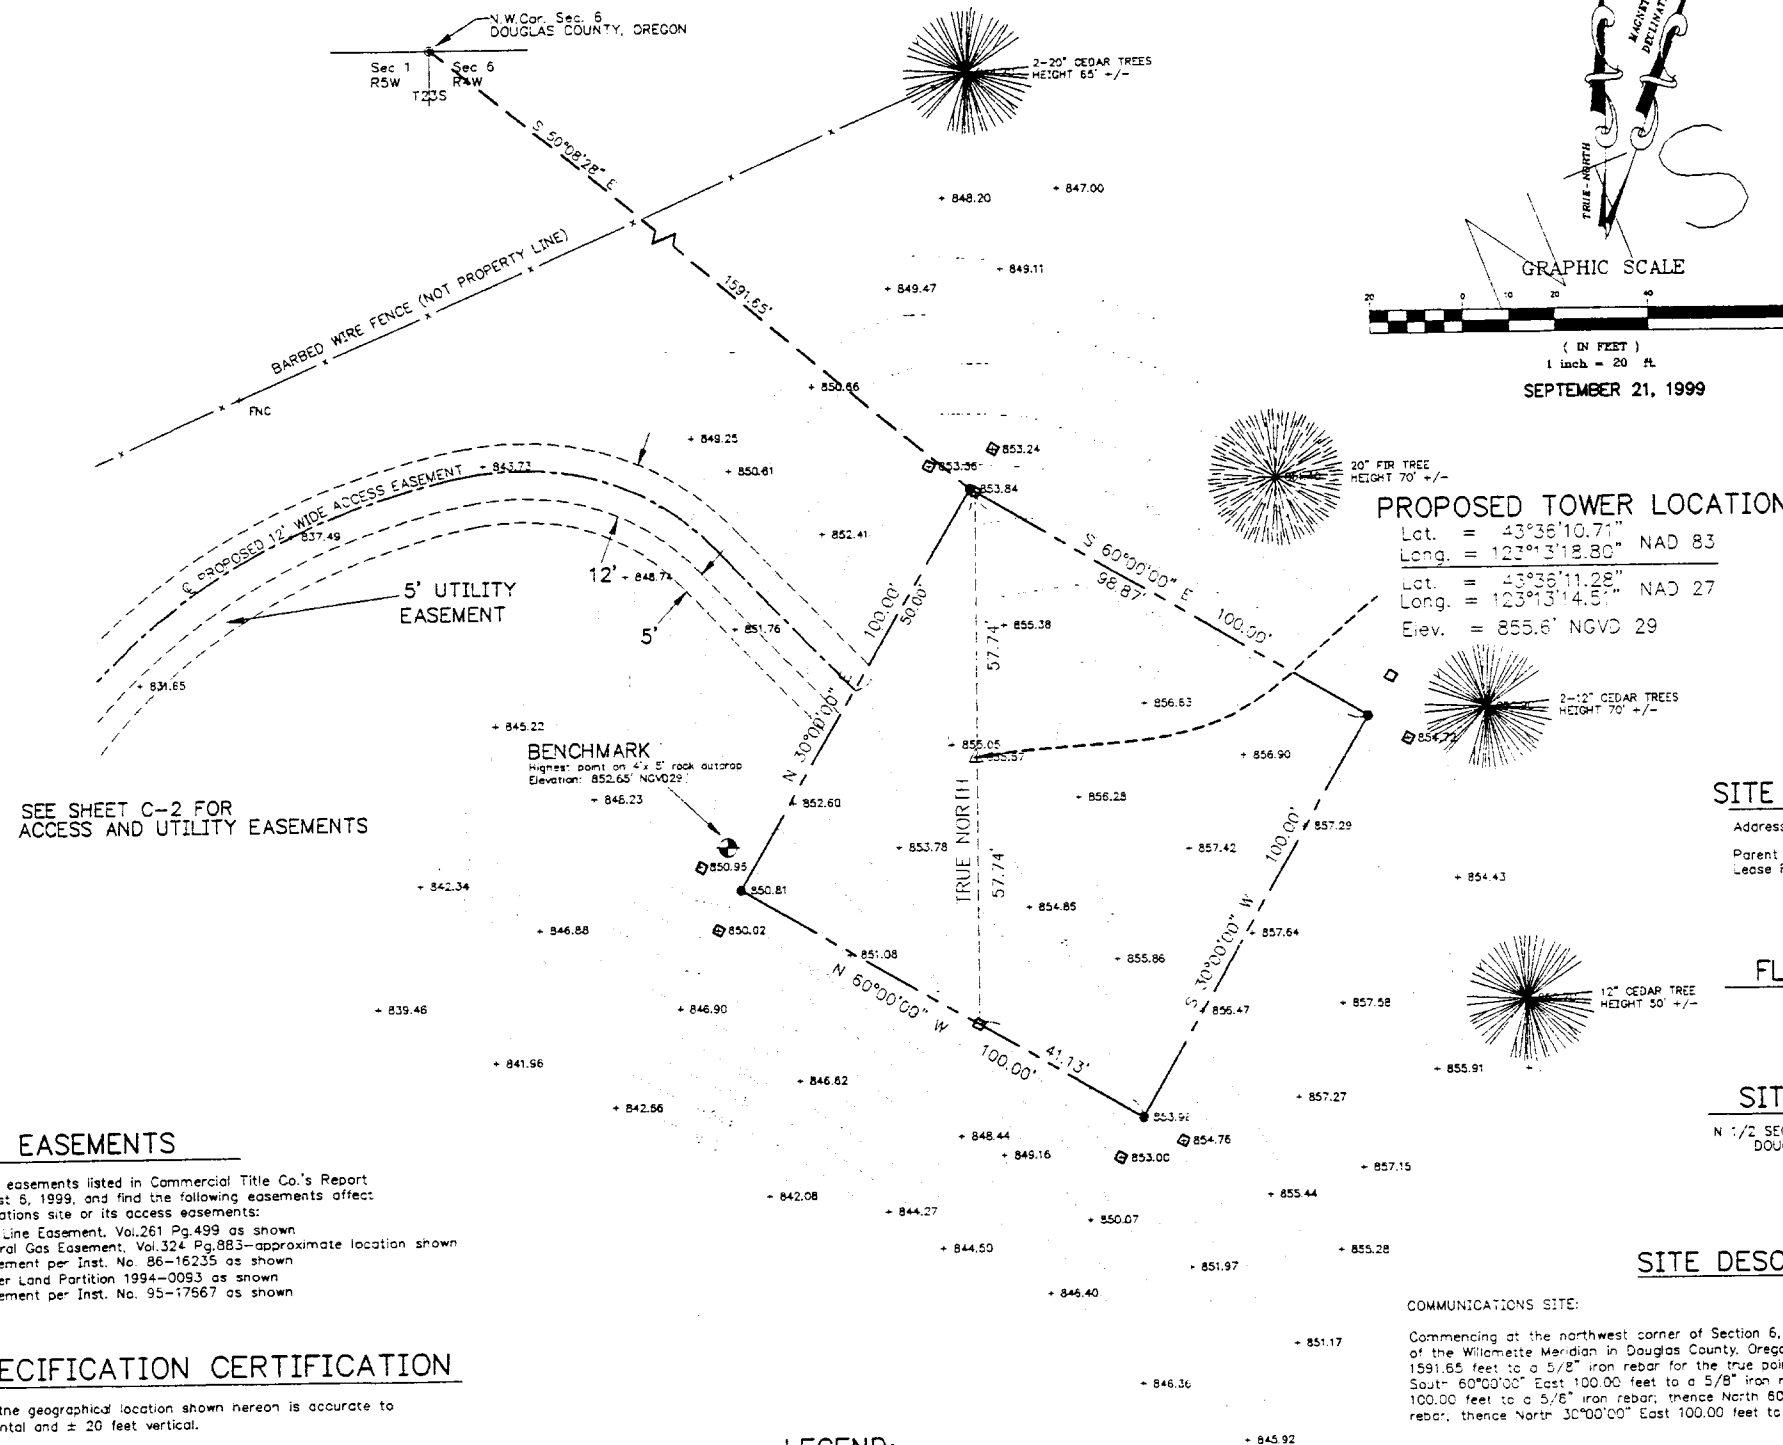 N.W.Cor. Sec. 6
DOUGLAS COUNTY, OREGON
Sec 1
R5W
Sec 6
R4W
T23S
S 50°08'28" E
1591.65'
2-20" CEDAR TREES
HEIGHT 65' +/-
848.20
847.00
849.11
849.47
TRUE-NORTH
GRAPHIC SCALE
20
0
10
20
40
( IN FEET )
1 inch = 20 ft.
SEPTEMBER 21, 1999
BARBED WIRE FENCE (NOT PROPERTY LINE)
FNC
850.66
849.25
850.61
853.24
853.36
853.84
852.41
20" FIR TREE
HEIGHT 70' +/-
PROPOSED TOWER LOCATION
Lat. = 43°36'10.71"
Long. = 123°13'18.80" NAD 83
Lat. = 43°36'11.28"
Long. = 123°13'14.51" NAD 27
Elev. = 855.6' NGVD 29
℄ PROPOSED 12' WIDE ACCESS EASEMENT
843.73
837.49
831.65
5' UTILITY
EASEMENT
12'
848.74
5'
851.76
100.00'
50.00'
N 30°00'00" E
S 60°00'00" E
98.87'
100.00'
57.74'
855.38
856.63
855.05
856.90
2-12" CEDAR TREES
HEIGHT 70' +/-
854.72
845.22
BENCHMARK
Highest point on 4'x 5' rock outcrop
Elevation: 852.65' NGVD29
848.23
852.60
856.28
857.29
SEE SHEET C-2 FOR
ACCESS AND UTILITY EASEMENTS
TRUE NORTH
57.74'
853.78
857.42
100.00'
S 30°00'00" W
850.95
850.81
842.34
854.43
846.88
850.02
854.85
857.64
851.08
855.86
N 60°00'00" W
839.46
846.90
856.47
857.58
12" CEDAR TREE
HEIGHT 50' +/-
41.13'
100.00'
841.96
846.62
855.91
842.66
853.98
857.27
848.44
849.16
854.76
853.00
857.15
842.08
844.27
855.44
850.07
844.50
855.28
851.97
846.40
851.17
846.36
845.92
SITE
Address
Parent
Lease
FL
SIT
N 1/2 SEC
DOU
EASEMENTS
easements listed in Commercial Title Co.'s Report
st 6, 1999, and find the following easements affect
ations site or its access easements:
Line Easement, Vol.261 Pg.499 as shown
ral Gas Easement, Vol.324 Pg.883-approximate location shown
ement per Inst. No. 86-16235 as shown
er Land Partition 1994-0093 as shown
ement per Inst. No. 95-17667 as shown
ECIFICATION CERTIFICATION
the geographical location shown hereon is accurate to
ntal and ± 20 feet vertical.
LEGEND:
SITE DESC
COMMUNICATIONS SITE:
Commencing at the northwest corner of Section 6,
of the Willamette Meridian in Douglas County, Orego
1591.65 feet to a 5/8" iron rebar for the true poin
South 60°00'00" East 100.00 feet to a 5/8" iron r
100.00 feet to a 5/8" iron rebar; thence North 60
rebar, thence North 30°00'00" East 100.00 feet to